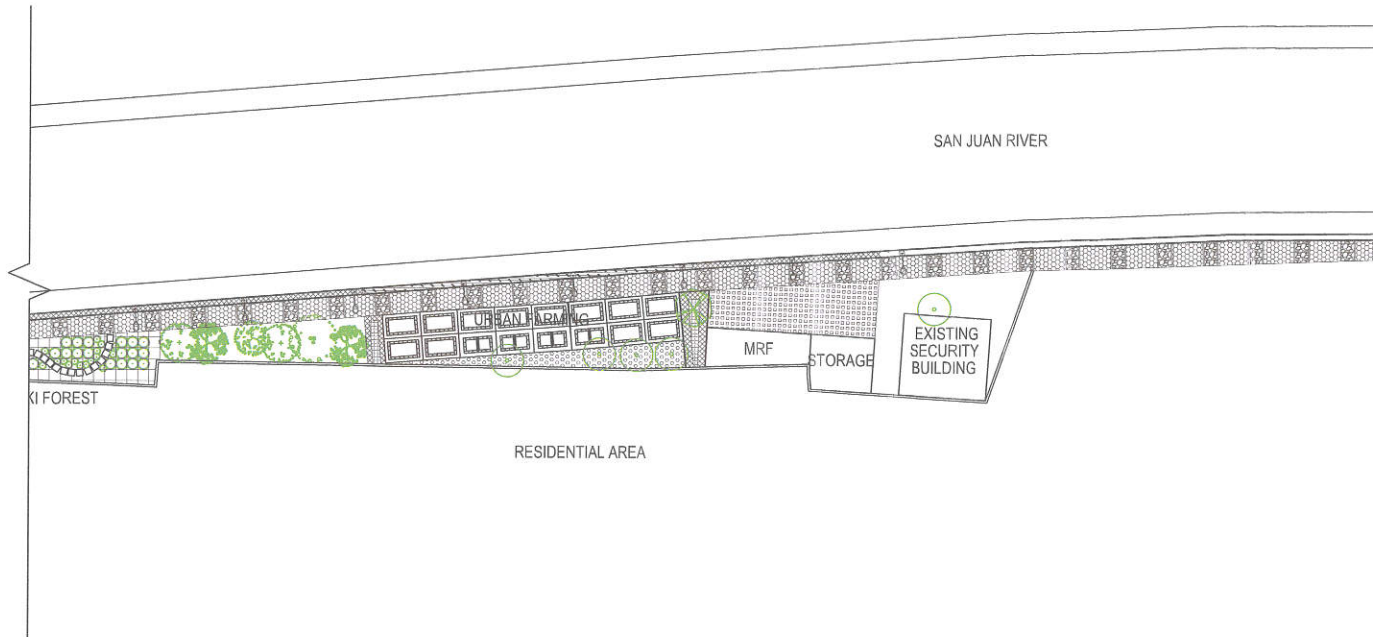 SAN JUAN RIVER
URBAN FARMING
MRF
STORAGE
EXISTING
SECURITY
BUILDING
KI FOREST
RESIDENTIAL AREA